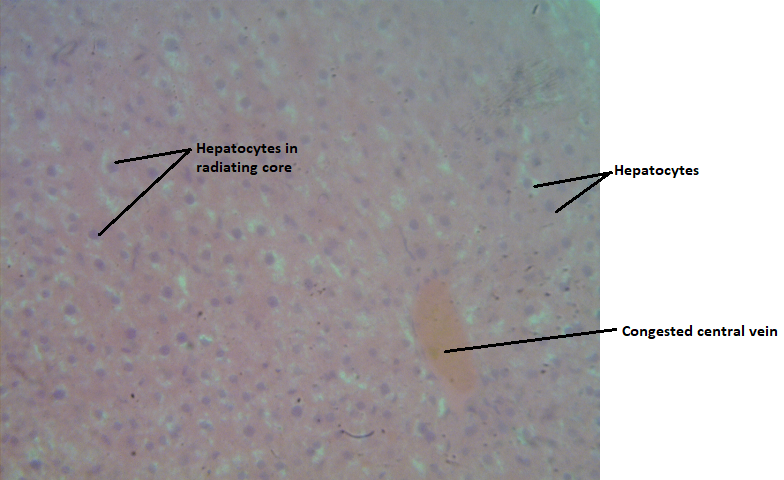 Hepatocytes in
radiating core
Hepatocytes
Congested central vein